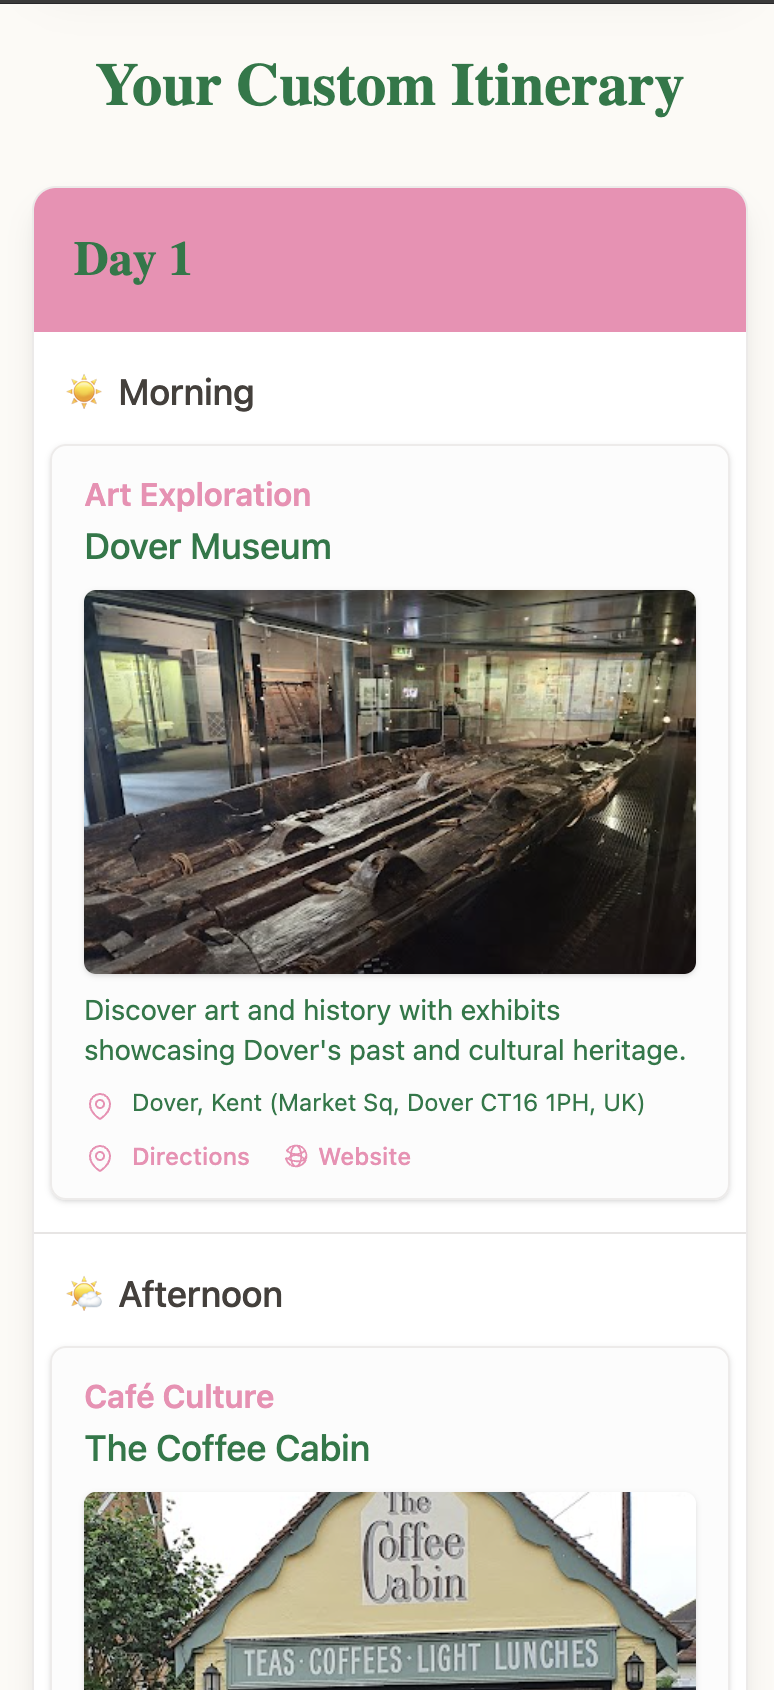 Your Custom Itinerary
Day 1
Morning
Art Exploration
Dover Museum
Discover art and history with exhibits
showcasing Dover's past and cultural heritage.
Dover, Kent (Market Sq, Dover CT16 1PH, UK)
Directions
Website
Afternoon
Café Culture
The Coffee Cabin
The
Coffee
Cabin
TEAS · COFFEES · LIGHT LUNCHES